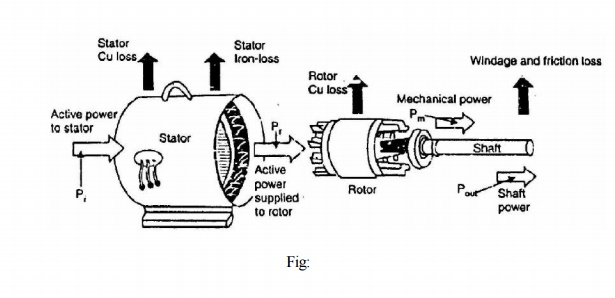 Stator
Cu loss
Stator
Iron-loss
Rotor
Cu loss
Windage and friction loss
Mechanical power
Pm
Active power
to stator
Stator
Pr
Shaft
Pi
Active
power
supplied
to rotor
Rotor
Pout
Shaft
power
Fig: